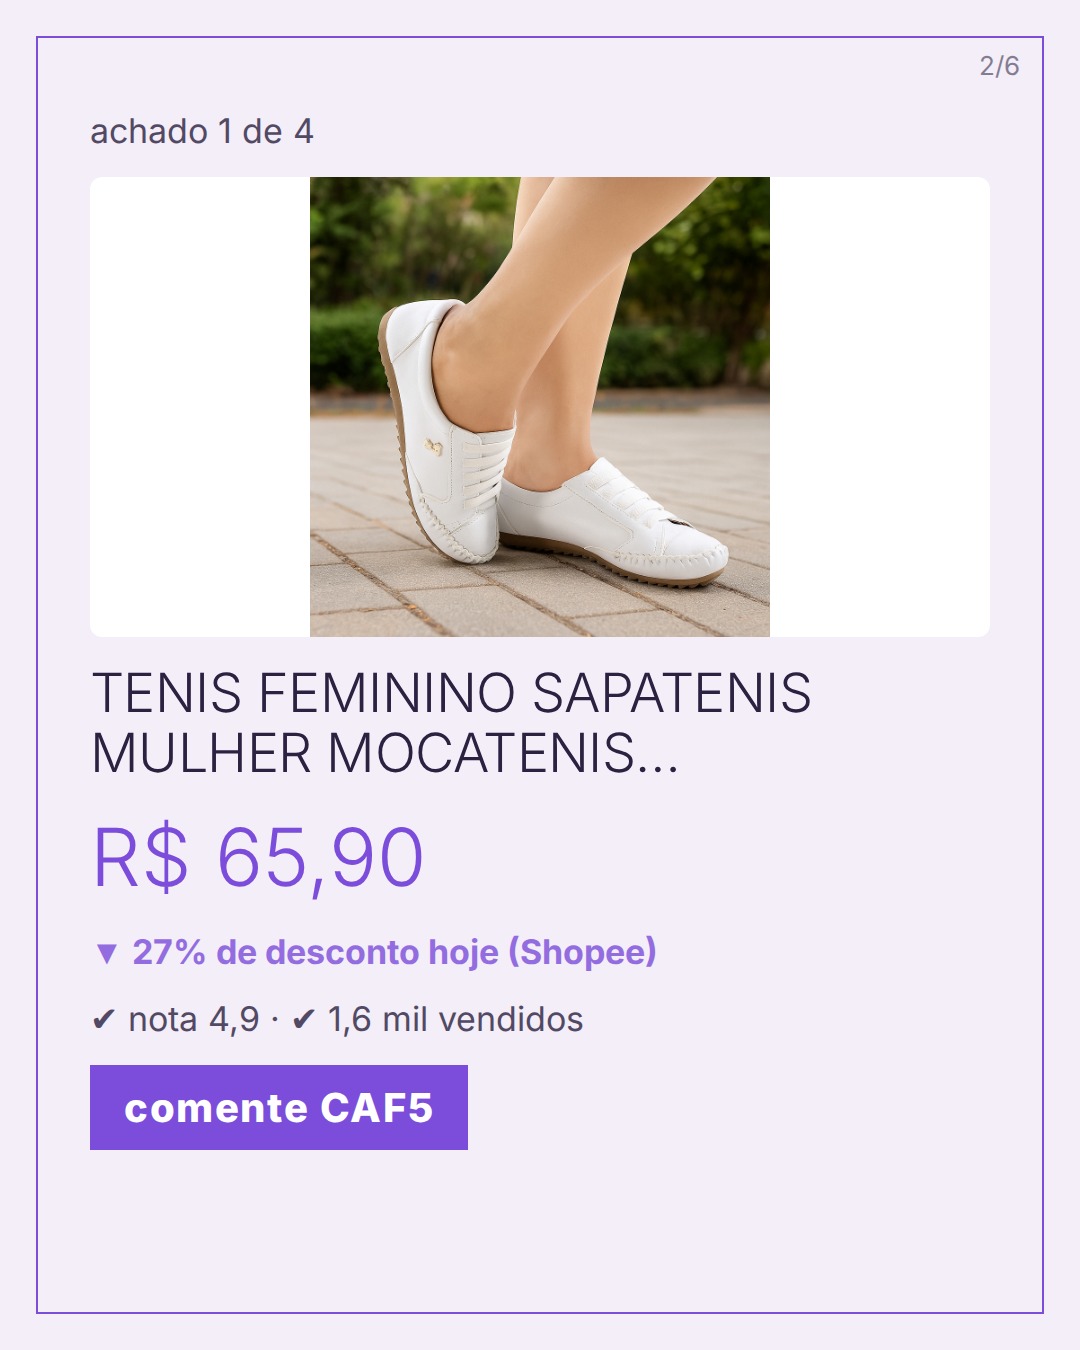 2/6
achado 1 de 4
TENIS FEMININO SAPATENIS
MULHER MOCATENIS...
R$ 65,90
▼ 27% de desconto hoje (Shopee)
✔ nota 4,9 · ✔ 1,6 mil vendidos
comente CAF5